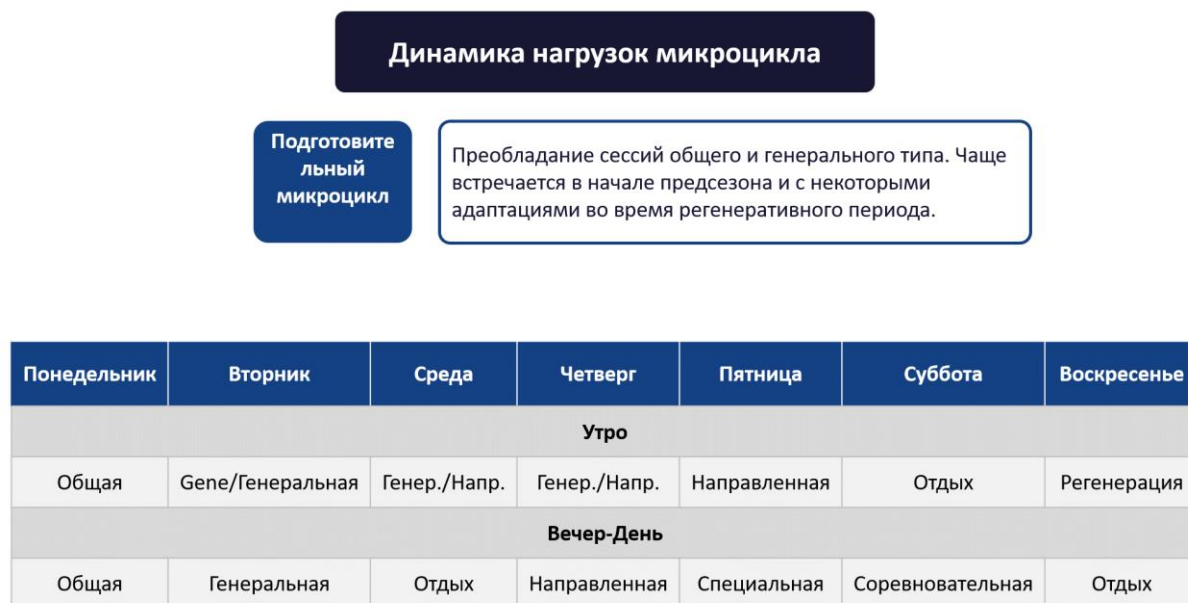 Динамика нагрузок микроцикла
Подготовите
льный
микроцикл
Преобладание сессий общего и генерального типа. Чаще
встречается в начале предсезона и с некоторыми
адаптациями во время регенеративного периода.
Понедельник Вторник Среда Четверг Пятница Суббота Воскресенье
Утро
Общая Gene/Генеральная Генер./Напр. Генер./Напр. Направленная Отдых Регенерация
Вечер-День
Общая Генеральная Отдых Направленная Специальная Соревновательная Отдых